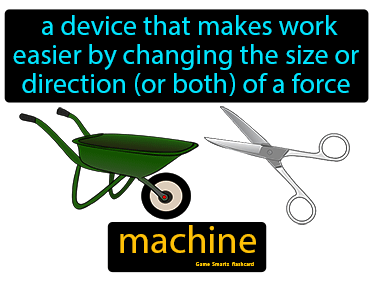 a device that makes work
easier by changing the size or
direction (or both) of a force
machine
Game Smartz flashcard